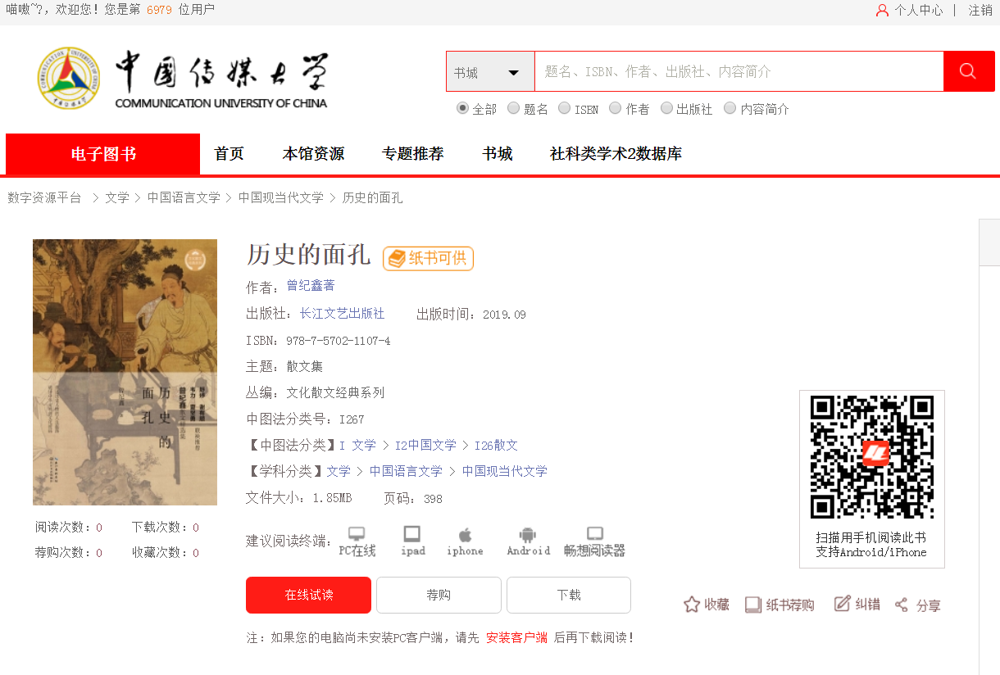 喵嗷~?，欢迎您！您是第 6979 位用户
个人中心 | 注销
中国传媒大学
COMMUNICATION UNIVERSITY OF CHINA
书城
题名、ISBN、作者、出版社、内容简介
全部 题名 ISBN 作者 出版社 内容简介
电子图书 首页 本馆资源 专题推荐 书城 社科类学术2数据库
数字资源平台 > 文学 > 中国语言文学 > 中国现当代文学 > 历史的面孔
历史的面孔
纸书可供
作者：曾纪鑫著
出版社：长江文艺出版社 出版时间：2019.09
ISBN：978-7-5702-1107-4
主题：散文集
丛编：文化散文经典系列
中图法分类号：I267
【中图法分类】I 文学 > I2中国文学 > I26散文
【学科分类】文学 > 中国语言文学 > 中国现当代文学
文件大小：1.85MB 页码：398
历史的
面孔
阅读次数：0 下载次数：0
荐购次数：0 收藏次数：0
建议阅读终端：
PC在线 ipad iphone Android 畅想阅读器
在线试读 荐购 下载
注：如果您的电脑尚未安装PC客户端，请先 安装客户端 后再下载阅读！
扫描用手机阅读此书
支持Android/iPhone
收藏 纸书荐购 纠错 分享